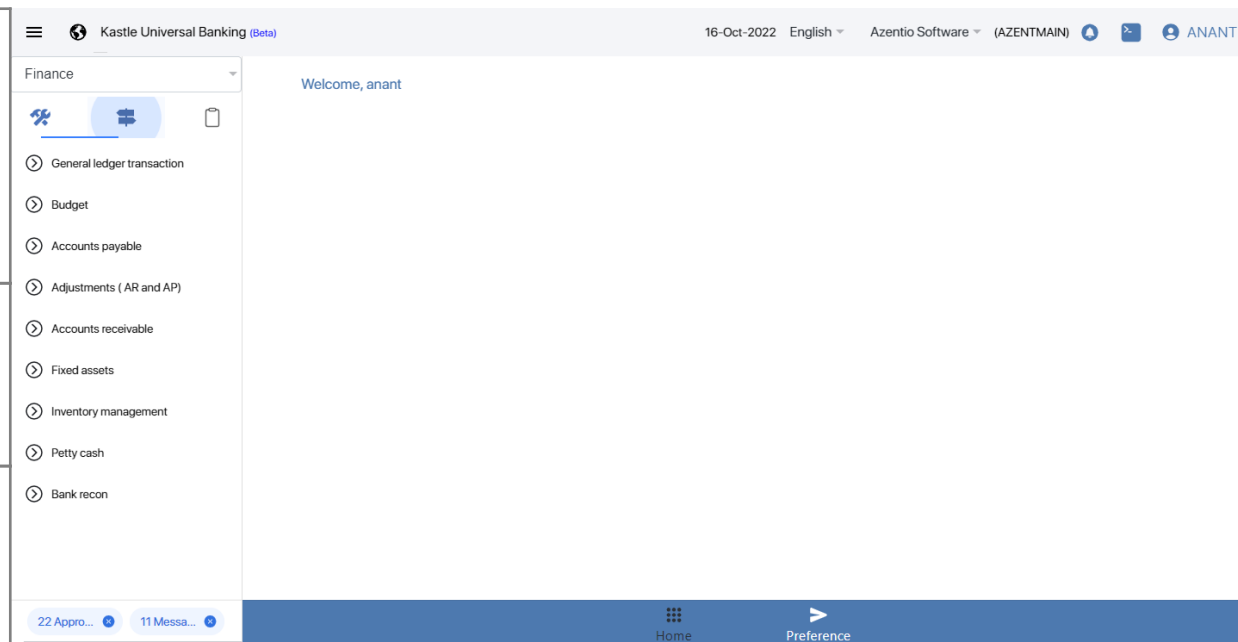 Kastle Universal Banking (Beta)
16-Oct-2022 English Azentio Software (AZENTMAIN) ANANT
Finance
Welcome, anant
General ledger transaction
Budget
Accounts payable
Adjustments ( AR and AP)
Accounts receivable
Fixed assets
Inventory management
Petty cash
Bank recon
22 Appro... 11 Messa...
Home Preference